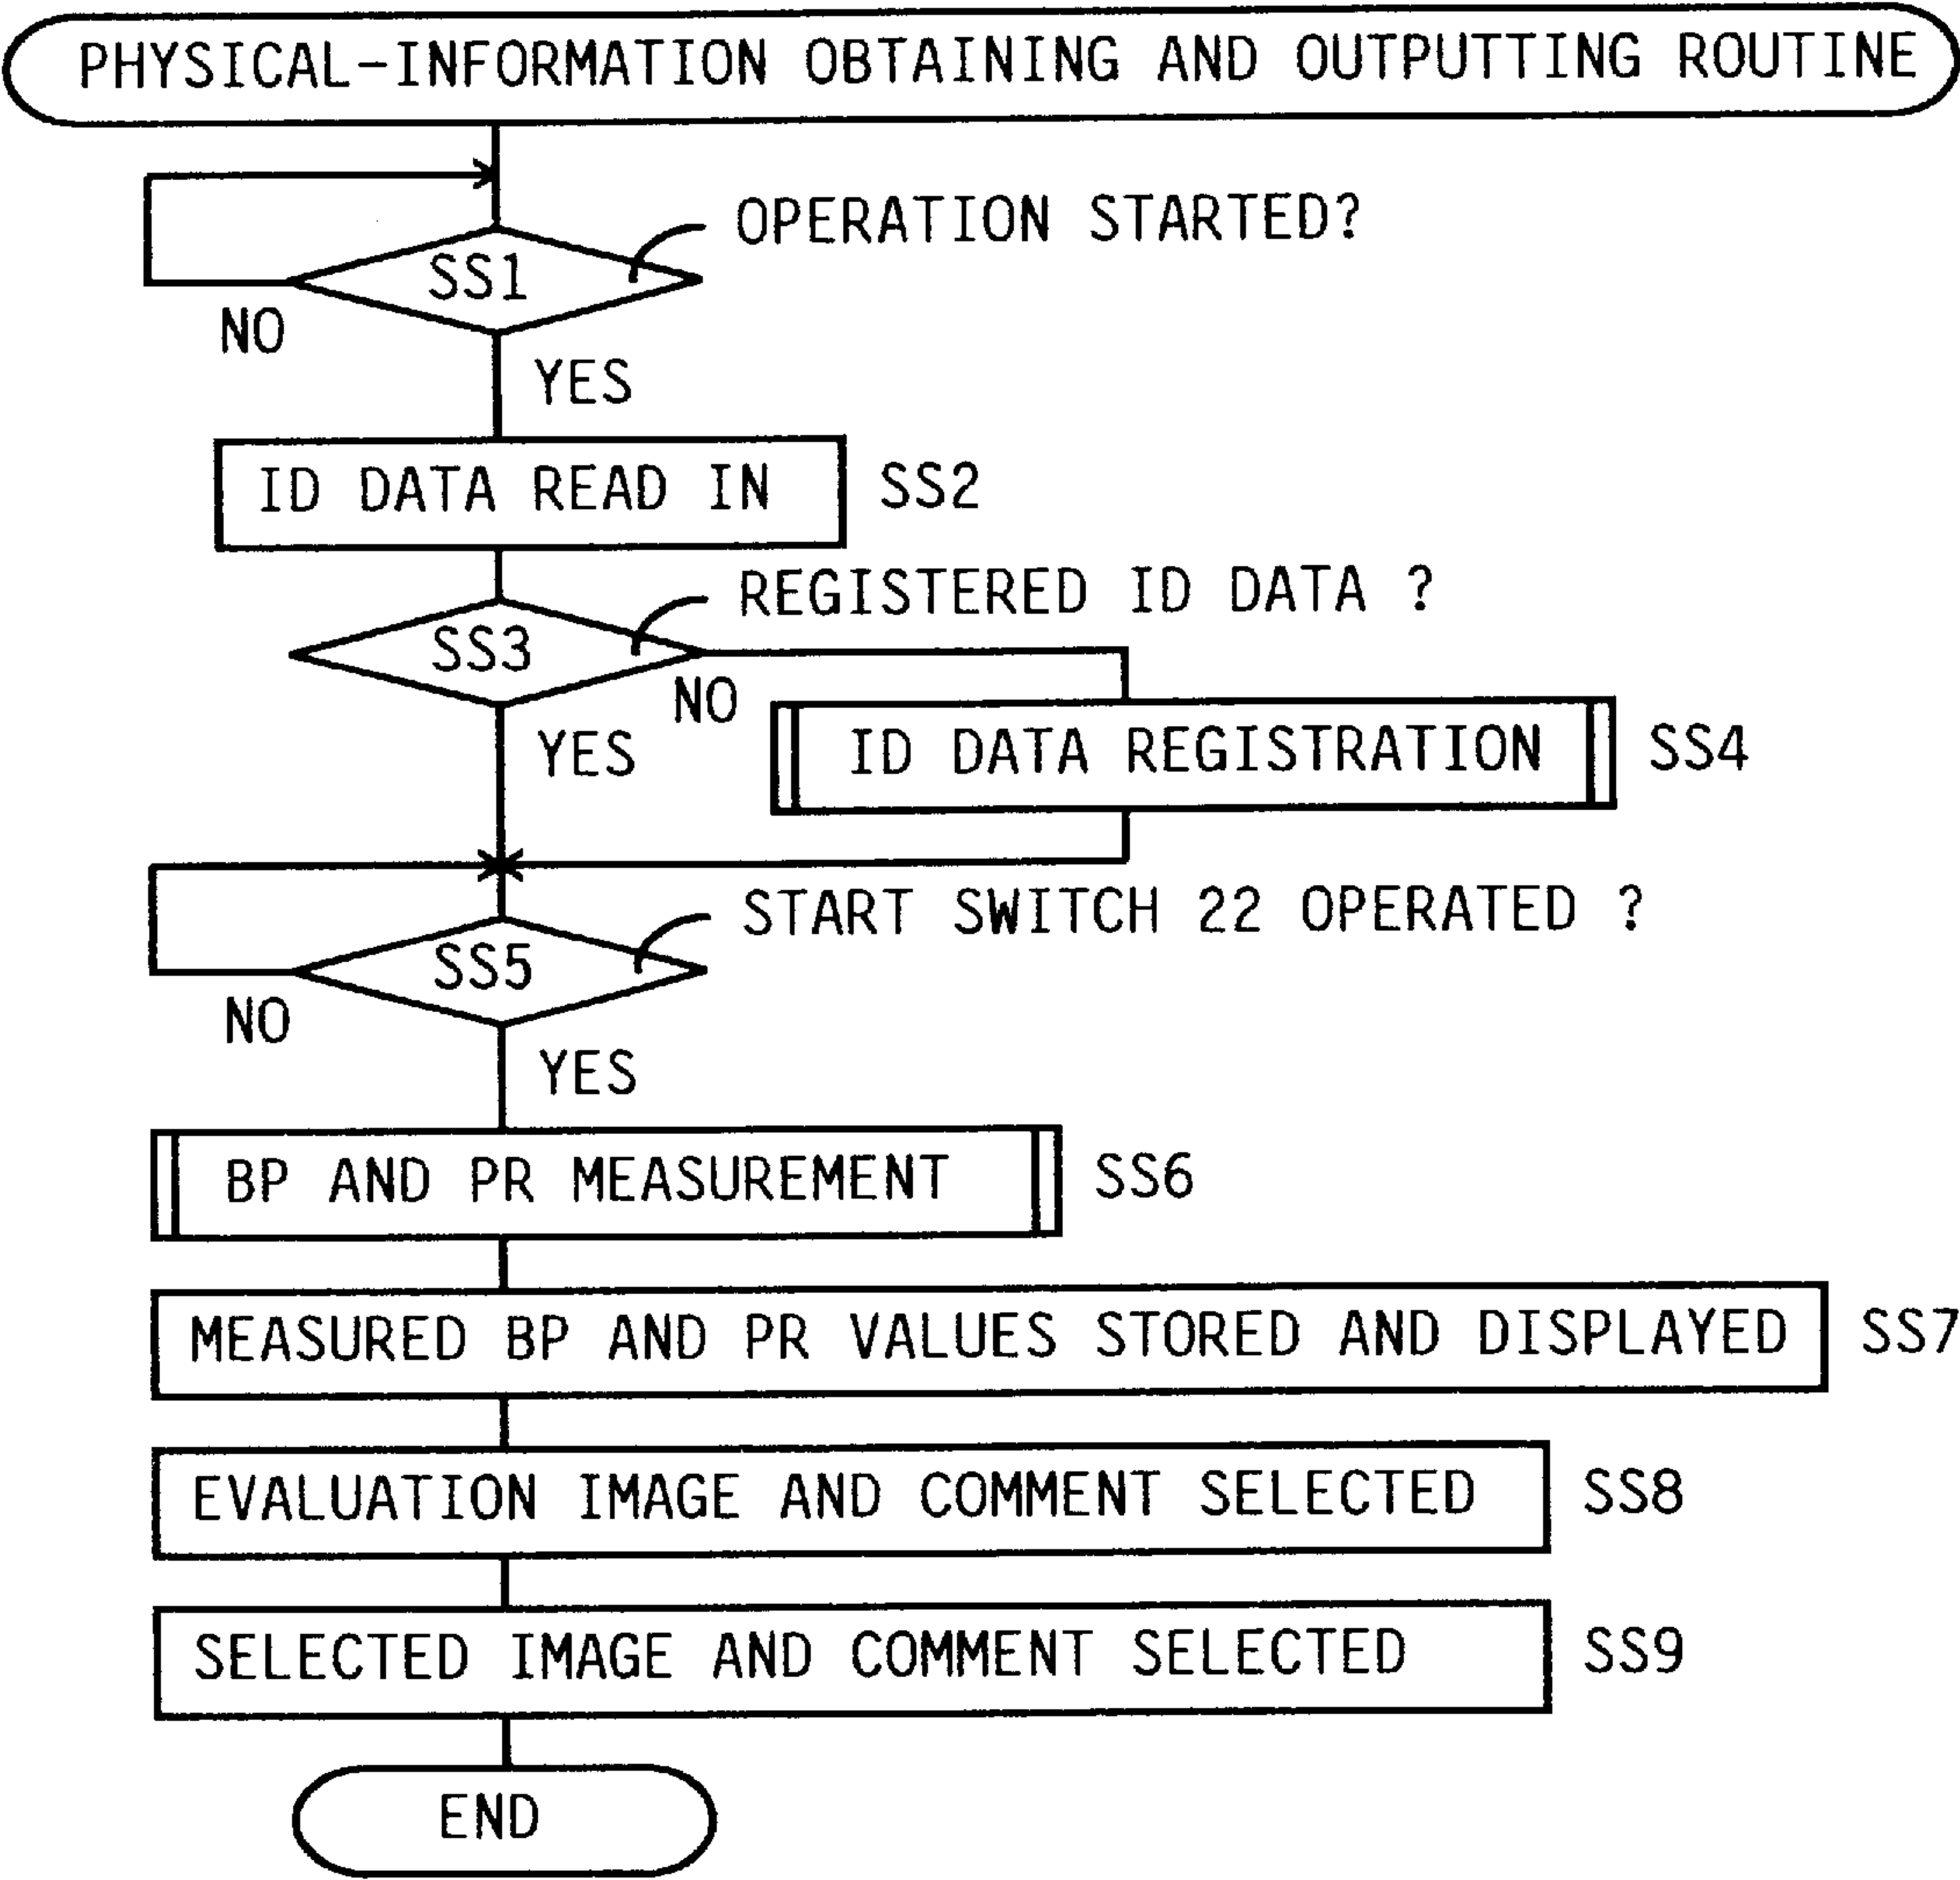 PHYSICAL-INFORMATION OBTAINING AND OUTPUTTING ROUTINE
OPERATION STARTED?
SS1
NO
YES
ID DATA READ IN
SS2
REGISTERED ID DATA ?
SS3
NO
YES
ID DATA REGISTRATION
SS4
START SWITCH 22 OPERATED ?
SS5
NO
YES
BP AND PR MEASUREMENT
SS6
MEASURED BP AND PR VALUES STORED AND DISPLAYED
SS7
EVALUATION IMAGE AND COMMENT SELECTED
SS8
SELECTED IMAGE AND COMMENT SELECTED
SS9
END